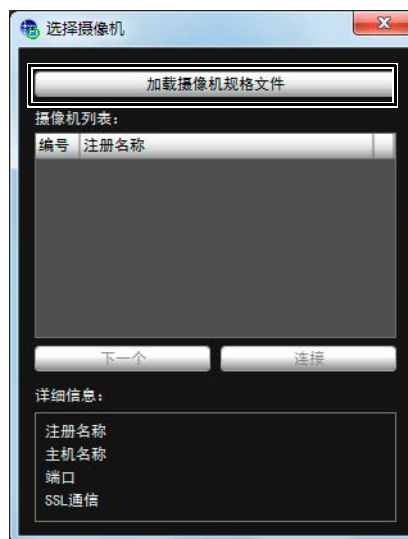 选择摄像机
加载摄像机规格文件
摄像机列表：
编号 注册名称
下一个 连接
详细信息：
注册名称
主机名称
端口
SSL通信